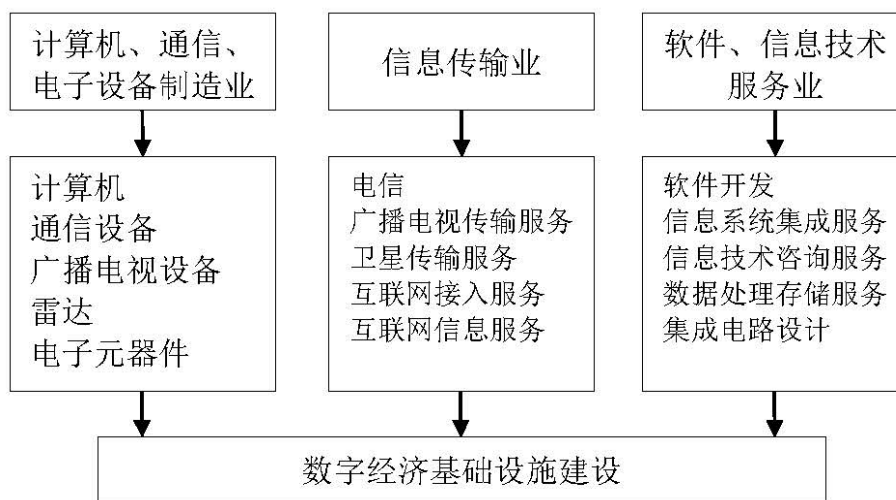 计算机、通信、
电子设备制造业
信息传输业
软件、信息技术
服务业
计算机
通信设备
广播电视设备
雷达
电子元器件
电信
广播电视传输服务
卫星传输服务
互联网接入服务
互联网信息服务
软件开发
信息系统集成服务
信息技术咨询服务
数据处理存储服务
集成电路设计
数字经济基础设施建设